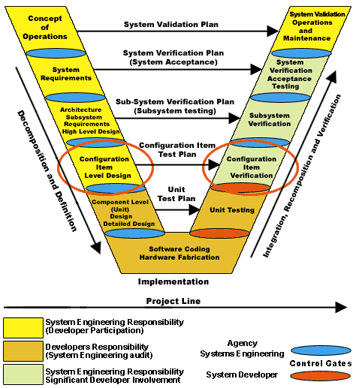 Concept
of
Operations
System Validation Plan
System Validation
Operations
and
Maintenance
System
Requirements
System Verification Plan
(System Acceptance)
System
Verification
Acceptance
Testing
Architecture
Subsystem
Requirements
High Level Design
Sub-System Verification Plan
(Subsystem testing)
Subsystem
Verification
Configuration
Item
Level Design
Configuration Item
Test Plan
Configuration
Item
Verification
Component Level
(Unit)
Design
Detailed Design
Unit
Test Plan
Unit Testing
Software Coding
Hardware Fabrication
Decomposition and Definition
Integration, Recomposition and Verification
Implementation
Project Line
System Engineering Responsibility
(Developer Participation)
Developers Responsibility
(System Engineering audit)
System Engineering Responsibility
Significant Developer Involvement
Agency
Systems Engineering
Control Gates
System Developer